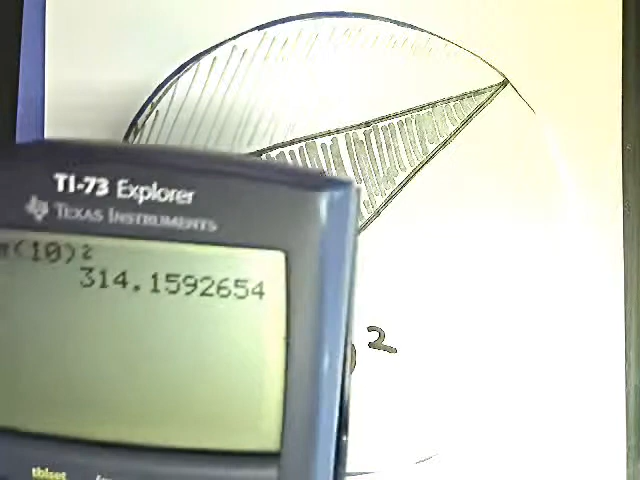 TI-73 Explorer
TEXAS INSTRUMENTS
π(10)²
314.1592654
2
tblset